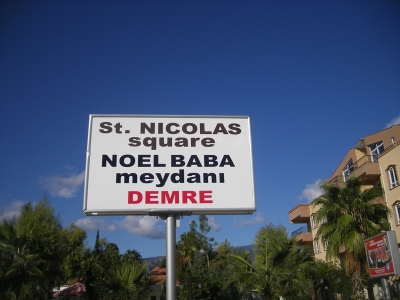 St. NICOLAS
square
NOEL BABA
meydanı
DEMRE